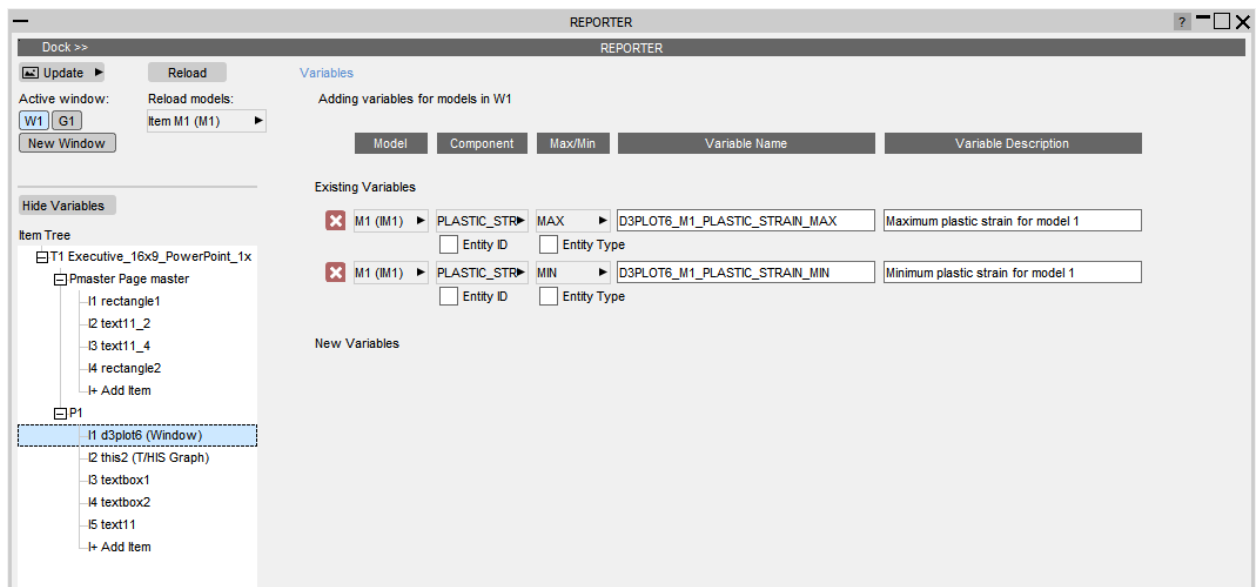 REPORTER
?
Dock >>
REPORTER
Update
Reload
Variables
Active window:
Reload models:
Adding variables for models in W1
W1
G1
Item M1 (M1)
New Window
Model
Component
Max/Min
Variable Name
Variable Description
Existing Variables
Hide Variables
M1 (IM1)
PLASTIC_STR
MAX
D3PLOT6_M1_PLASTIC_STRAIN_MAX
Maximum plastic strain for model 1
Entity ID
Entity Type
M1 (IM1)
PLASTIC_STR
MIN
D3PLOT6_M1_PLASTIC_STRAIN_MIN
Minimum plastic strain for model 1
Entity ID
Entity Type
New Variables
Item Tree
T1 Executive_16x9_PowerPoint_1x
Pmaster Page master
I1 rectangle1
I2 text11_2
I3 text11_4
I4 rectangle2
I+ Add Item
P1
I1 d3plot6 (Window)
I2 this2 (T/HIS Graph)
I3 textbox1
I4 textbox2
I5 text11
I+ Add Item